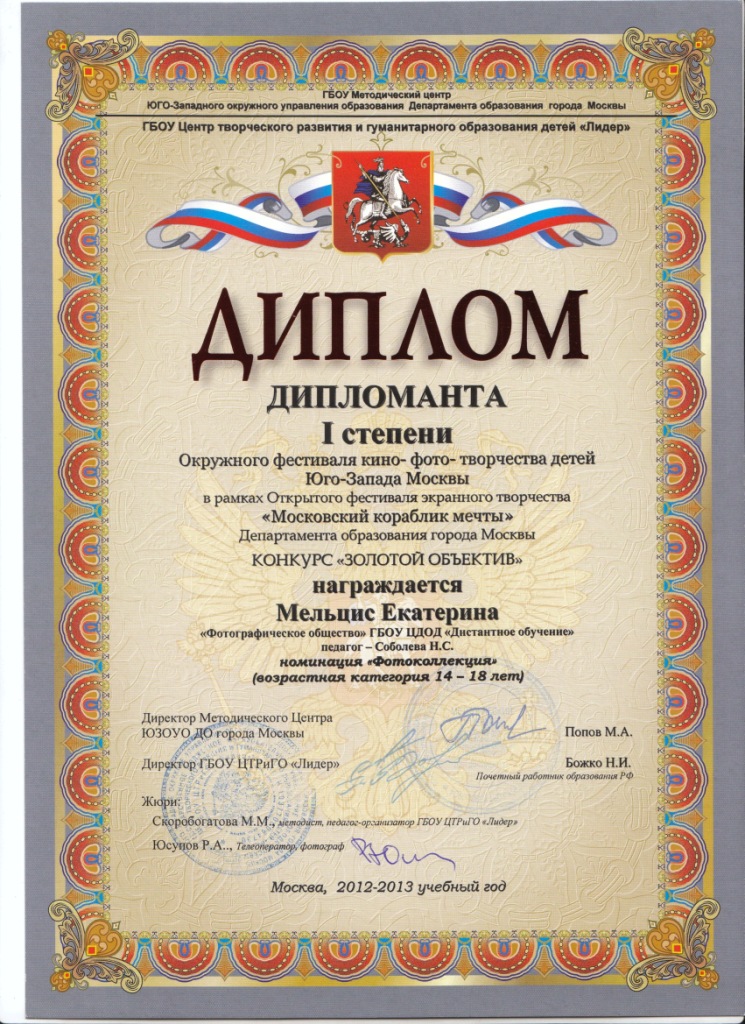 ГБОУ Методический центр
ЮГО-Западного окружного управления образования Департамента образования города Москвы
ГБОУ Центр творческого развития и гуманитарного образования детей «Лидер»
ДИПЛОМ
ДИПЛОМАНТА
I степени
Окружного фестиваля кино- фото- творчества детей
Юго-Запада Москвы
в рамках Открытого фестиваля экранного творчества
«Московский кораблик мечты»
Департамента образования города Москвы
КОНКУРС «ЗОЛОТОЙ ОБЪЕКТИВ»
награждается
Мельцис Екатерина
«Фотографическое общество» ГБОУ ЦДОД «Дистантное обучение»
педагог – Соболева Н.С.
номинация «Фотоколлекция»
(возрастная категория 14 – 18 лет)
Директор Методического Центра
ЮЗОУО ДО города Москвы
Попов М.А.
Директор ГБОУ ЦТРиГО «Лидер»
Божко Н.И.
Почетный работник образования РФ
Жюри:
Скоробогатова М.М., методист, педагог-организатор ГБОУ ЦТРиГО «Лидер»
Юсупов Р.А.., Телеоператор, фотограф
Москва, 2012-2013 учебный год